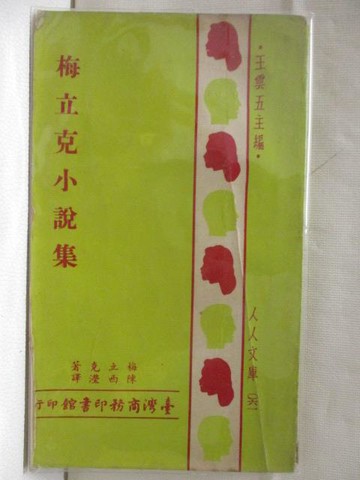 梅立克小說集
•王雲五主編•
人人文庫
梅立克著
陳西瀅譯
臺灣商務印書館印行